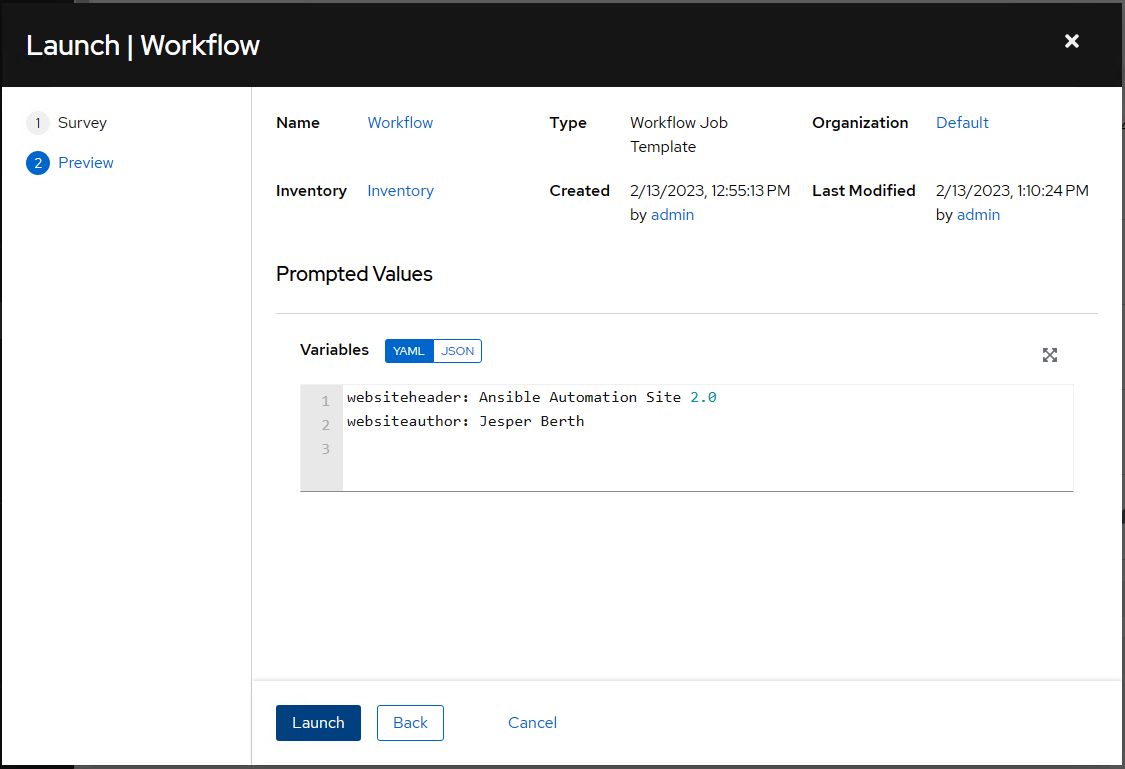 Launch | Workflow
1 Survey
2 Preview
Name Workflow Type Workflow Job Template Organization Default
Inventory Inventory Created 2/13/2023, 12:55:13 PM by admin Last Modified 2/13/2023, 1:10:24 PM by admin
Prompted Values
Variables YAML JSON
1 websiteheader: Ansible Automation Site 2.0
2 websiteauthor: Jesper Berth
3
Launch Back Cancel